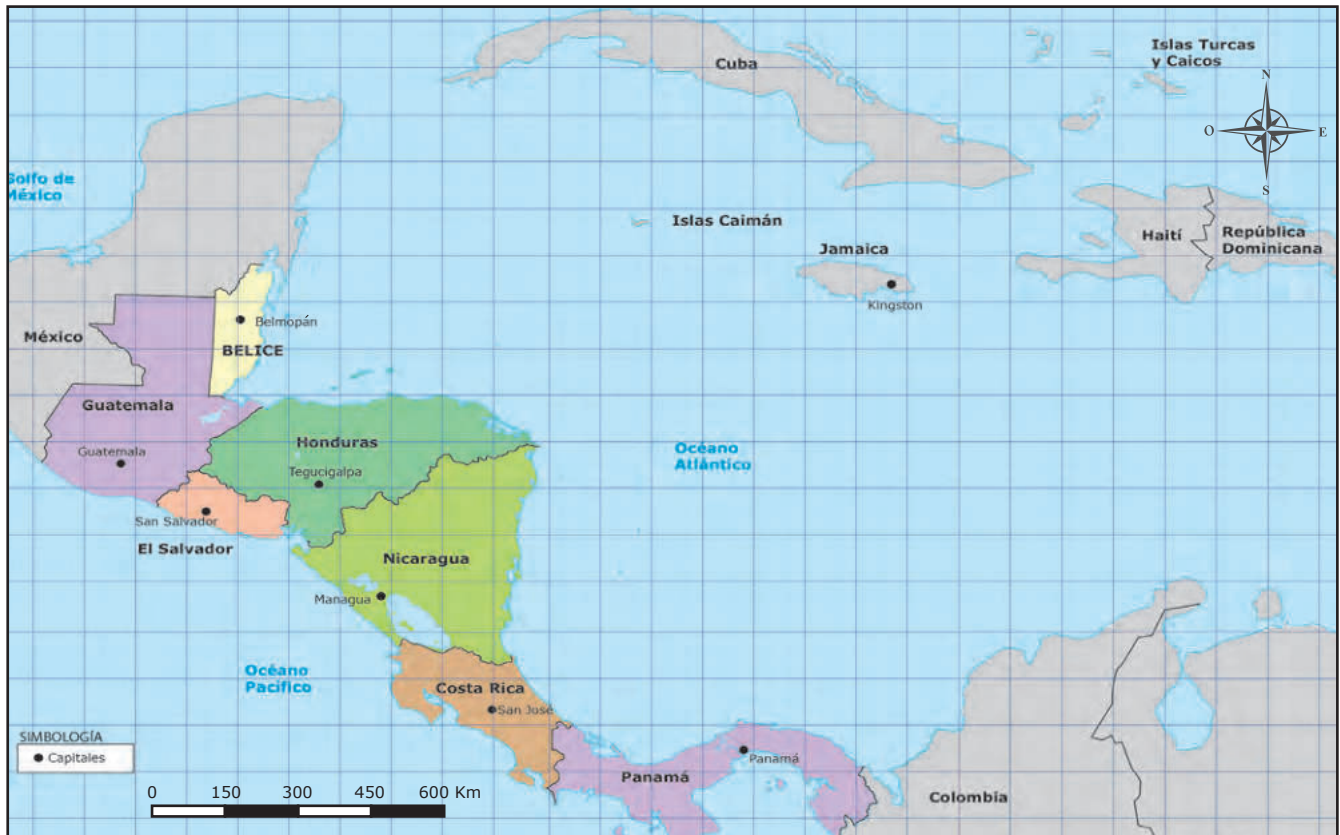 Cuba
Islas Turcas
y Caicos
N
O
E
S
Golfo de
México
Islas Caimán
Jamaica
Haití
República
Dominicana
Kingston
México
Belmopán
BELICE
Guatemala
Guatemala
Honduras
Tegucigalpa
Océano
Atlántico
San Salvador
El Salvador
Nicaragua
Managua
Océano
Pacífico
Costa Rica
San José
SIMBOLOGÍA
Capitales
Panamá
Panamá
Colombia
0 150 300 450 600 Km